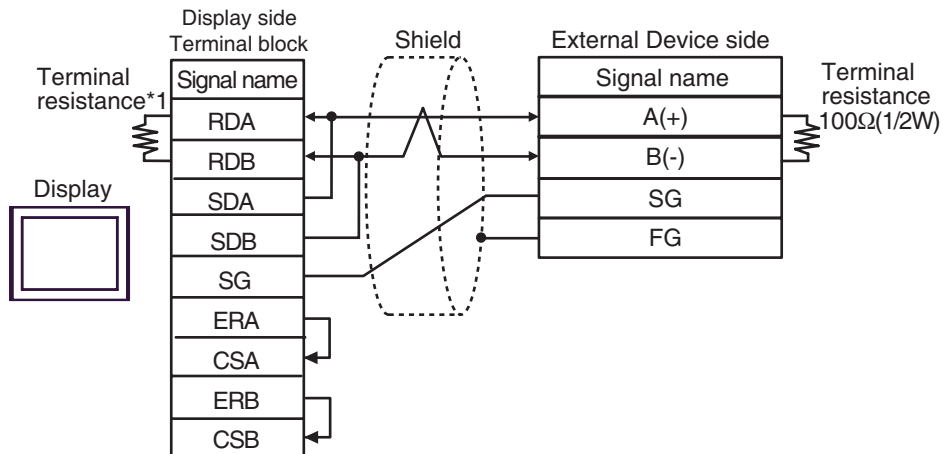 Display side
Terminal block
Shield
External Device side
Terminal
resistance*1
Signal name
RDA
RDB
SDA
SDB
SG
ERA
CSA
ERB
CSB
Display
Signal name
A(+)
B(-)
SG
FG
Terminal
resistance
100Ω(1/2W)